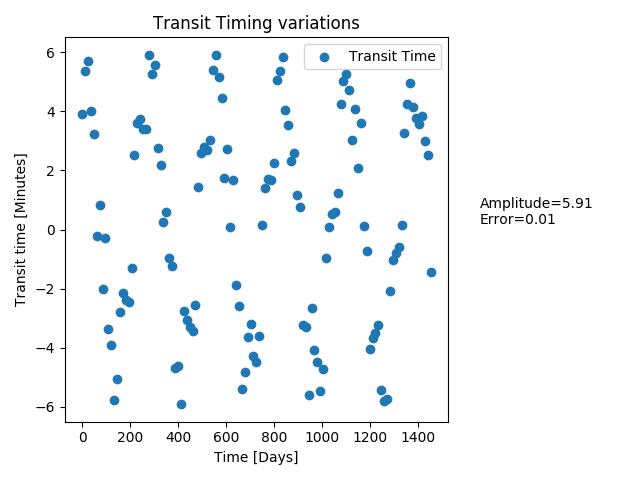 Transit Timing variations
Transit Time
6
4
2
0
−2
−4
−6
Transit time [Minutes]
0 200 400 600 800 1000 1200 1400
Time [Days]
Amplitude=5.91
Error=0.01